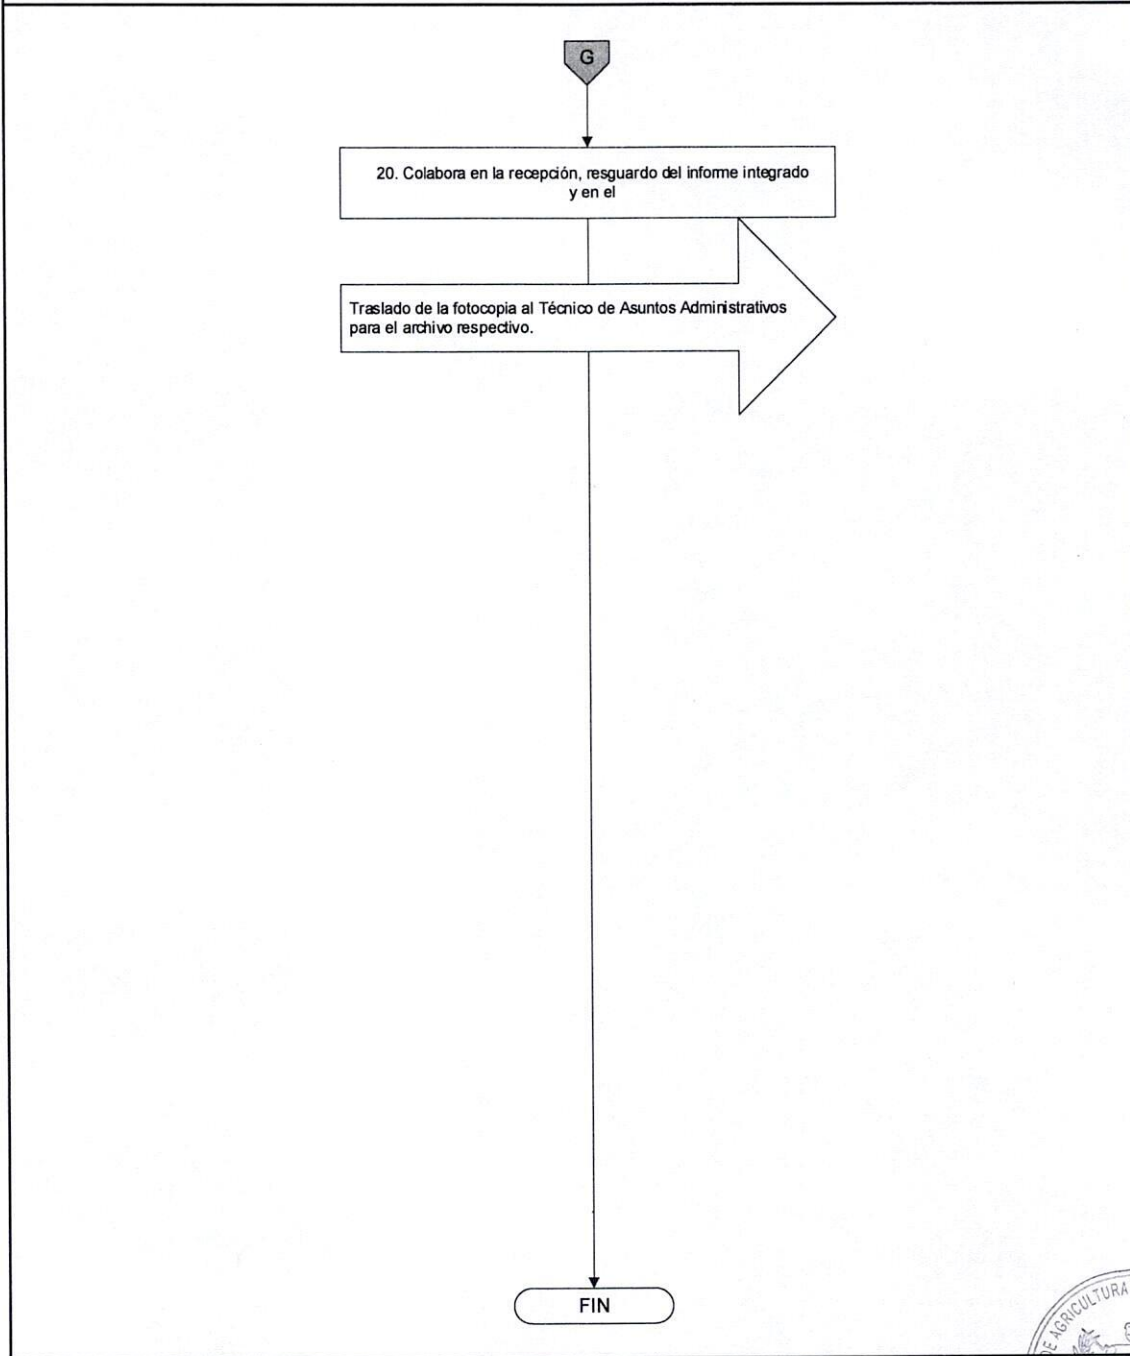 G
20. Colabora en la recepción, resguardo del informe integrado
y en el
Traslado de la fotocopia al Técnico de Asuntos Administrativos
para el archivo respectivo.
FIN
DE AGRICULTURA